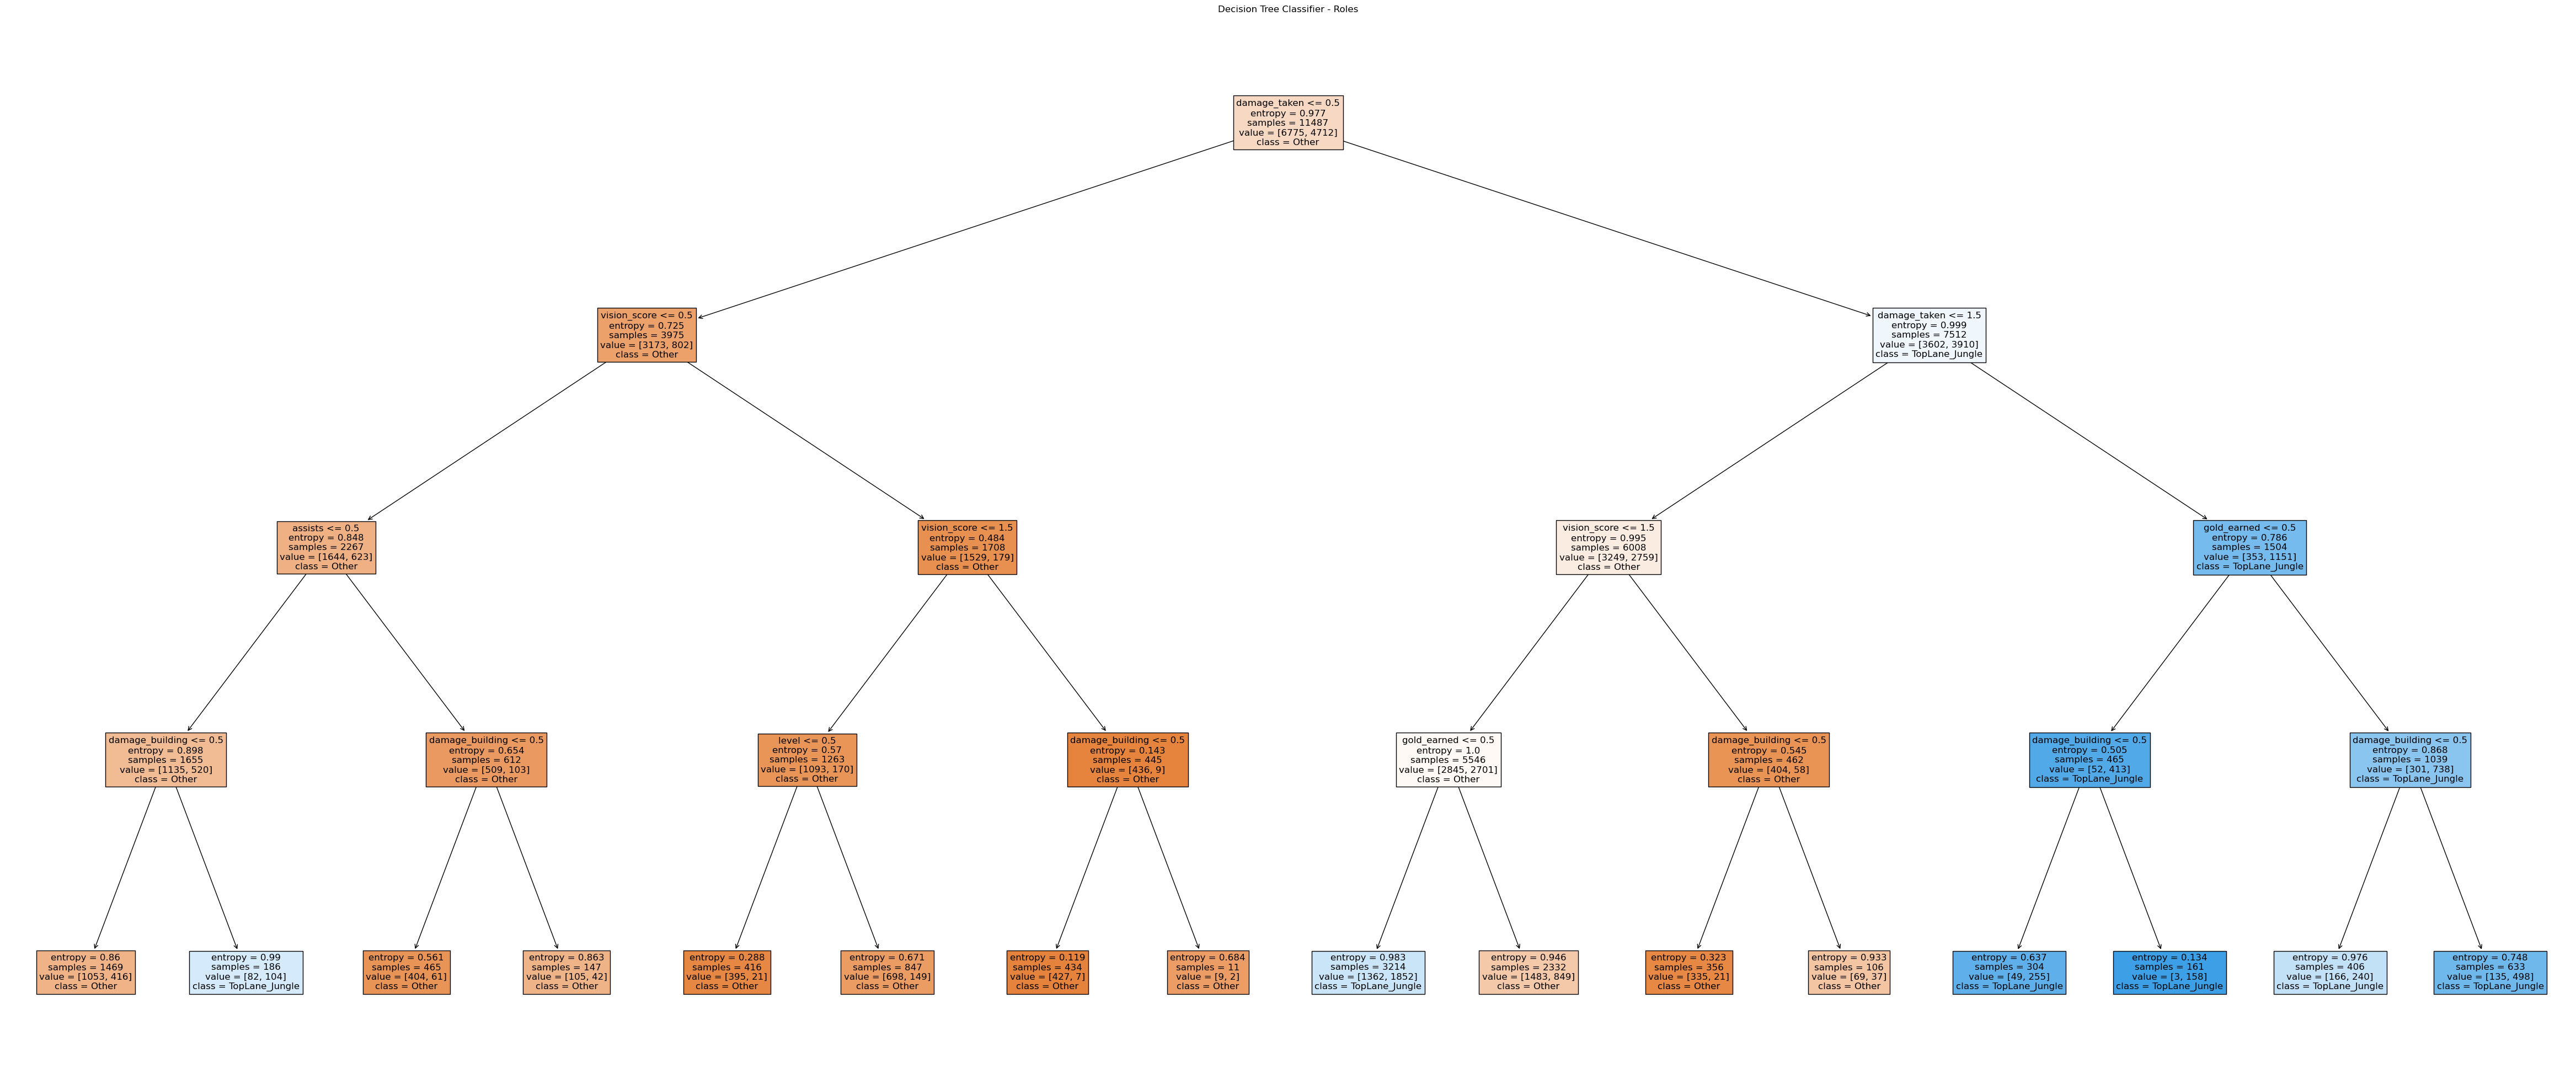 Decision Tree Classifier - Roles
damage_taken <= 0.5
entropy = 0.977
samples = 11487
value = [6775, 4712]
class = Other
vision_score <= 0.5
entropy = 0.725
samples = 3975
value = [3173, 802]
class = Other
damage_taken <= 1.5
entropy = 0.999
samples = 7512
value = [3602, 3910]
class = TopLane_Jungle
assists <= 0.5
entropy = 0.848
samples = 2267
value = [1644, 623]
class = Other
vision_score <= 1.5
entropy = 0.484
samples = 1708
value = [1529, 179]
class = Other
vision_score <= 1.5
entropy = 0.995
samples = 6008
value = [3249, 2759]
class = Other
gold_earned <= 0.5
entropy = 0.786
samples = 1504
value = [353, 1151]
class = TopLane_Jungle
damage_building <= 0.5
entropy = 0.898
samples = 1655
value = [1135, 520]
class = Other
damage_building <= 0.5
entropy = 0.654
samples = 612
value = [509, 103]
class = Other
level <= 0.5
entropy = 0.57
samples = 1263
value = [1093, 170]
class = Other
damage_building <= 0.5
entropy = 0.143
samples = 445
value = [436, 9]
class = Other
gold_earned <= 0.5
entropy = 1.0
samples = 5546
value = [2845, 2701]
class = Other
damage_building <= 0.5
entropy = 0.545
samples = 462
value = [404, 58]
class = Other
damage_building <= 0.5
entropy = 0.505
samples = 465
value = [52, 413]
class = TopLane_Jungle
damage_building <= 0.5
entropy = 0.868
samples = 1039
value = [301, 738]
class = TopLane_Jungle
entropy = 0.86
samples = 1469
value = [1053, 416]
class = Other
entropy = 0.99
samples = 186
value = [82, 104]
class = TopLane_Jungle
entropy = 0.561
samples = 465
value = [404, 61]
class = Other
entropy = 0.863
samples = 147
value = [105, 42]
class = Other
entropy = 0.288
samples = 416
value = [395, 21]
class = Other
entropy = 0.671
samples = 847
value = [698, 149]
class = Other
entropy = 0.119
samples = 434
value = [427, 7]
class = Other
entropy = 0.684
samples = 11
value = [9, 2]
class = Other
entropy = 0.983
samples = 3214
value = [1362, 1852]
class = TopLane_Jungle
entropy = 0.946
samples = 2332
value = [1483, 849]
class = Other
entropy = 0.323
samples = 356
value = [335, 21]
class = Other
entropy = 0.933
samples = 106
value = [69, 37]
class = Other
entropy = 0.637
samples = 304
value = [49, 255]
class = TopLane_Jungle
entropy = 0.134
samples = 161
value = [3, 158]
class = TopLane_Jungle
entropy = 0.976
samples = 406
value = [166, 240]
class = TopLane_Jungle
entropy = 0.748
samples = 633
value = [135, 498]
class = TopLane_Jungle